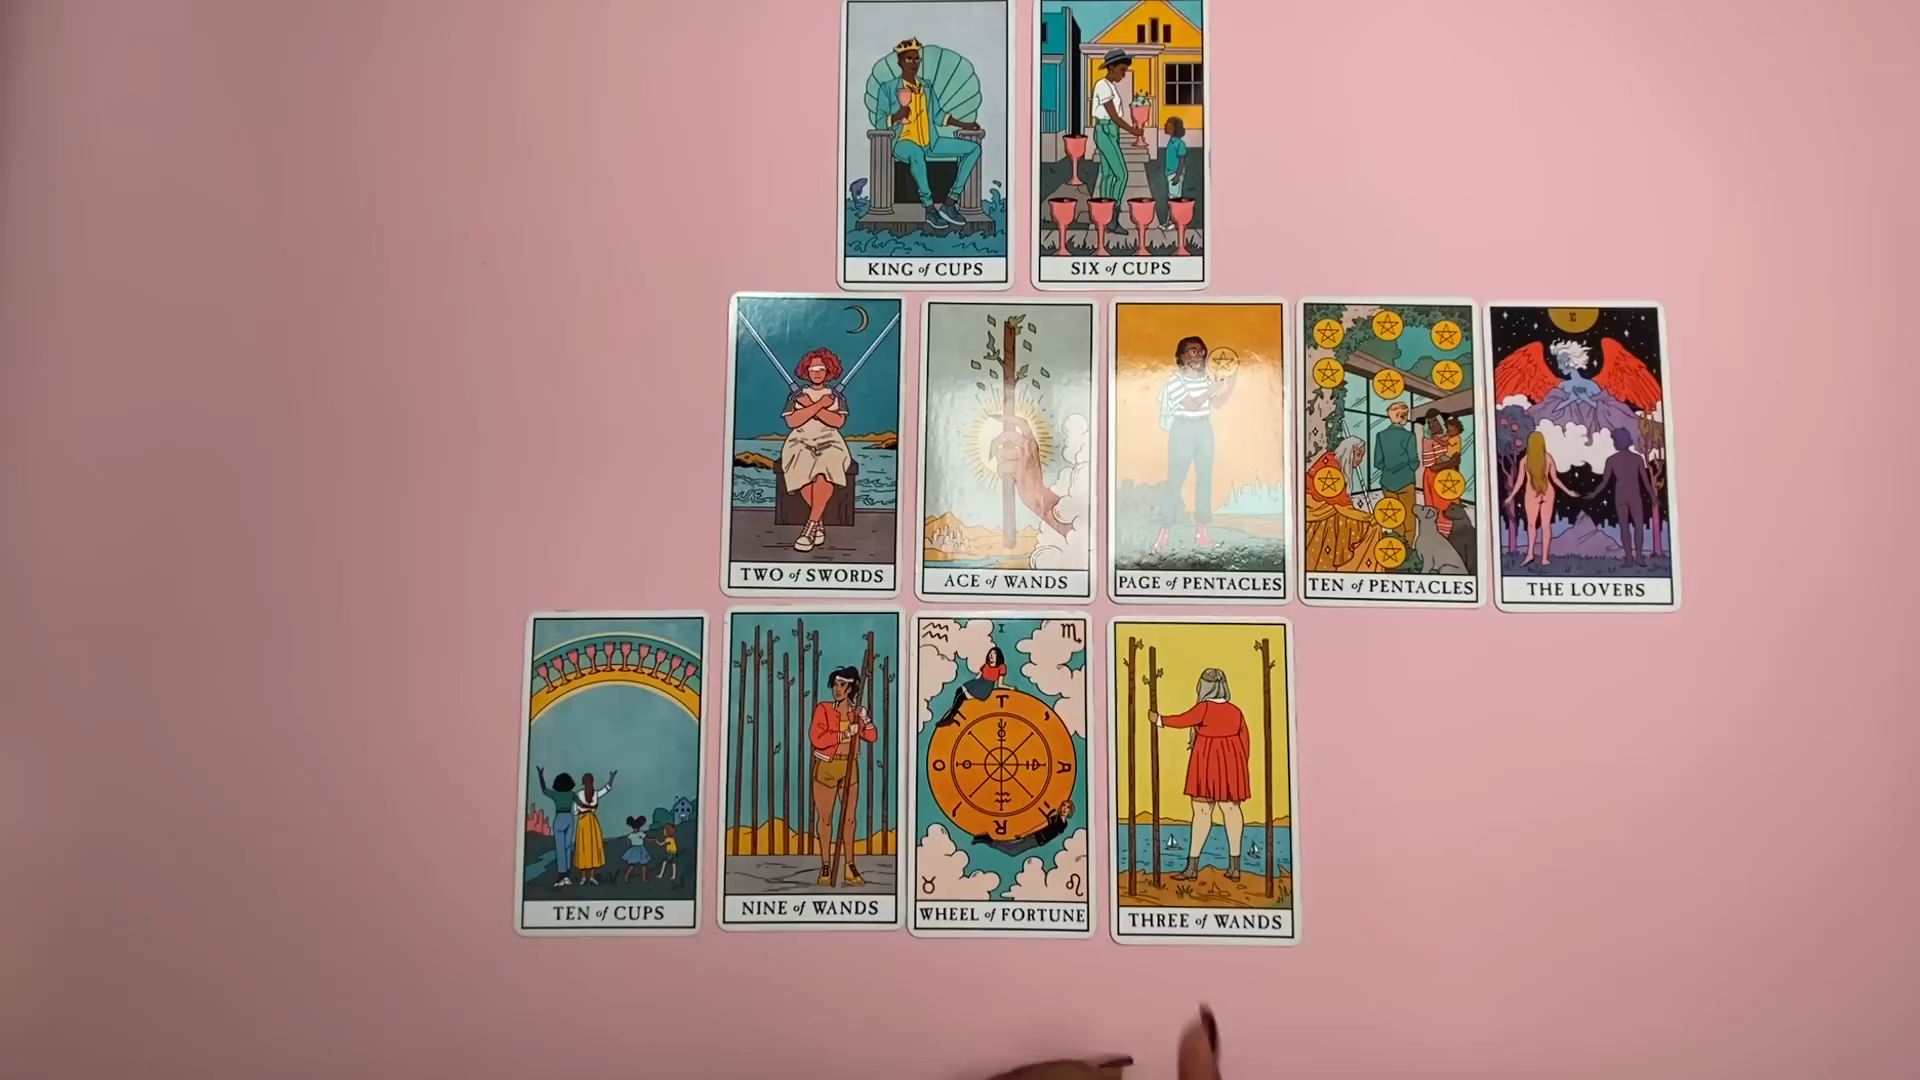 KING of CUPS
SIX of CUPS
TWO of SWORDS
ACE of WANDS
PAGE of PENTACLES
TEN of PENTACLES
THE LOVERS
TEN of CUPS
NINE of WANDS
WHEEL of FORTUNE
THREE of WANDS